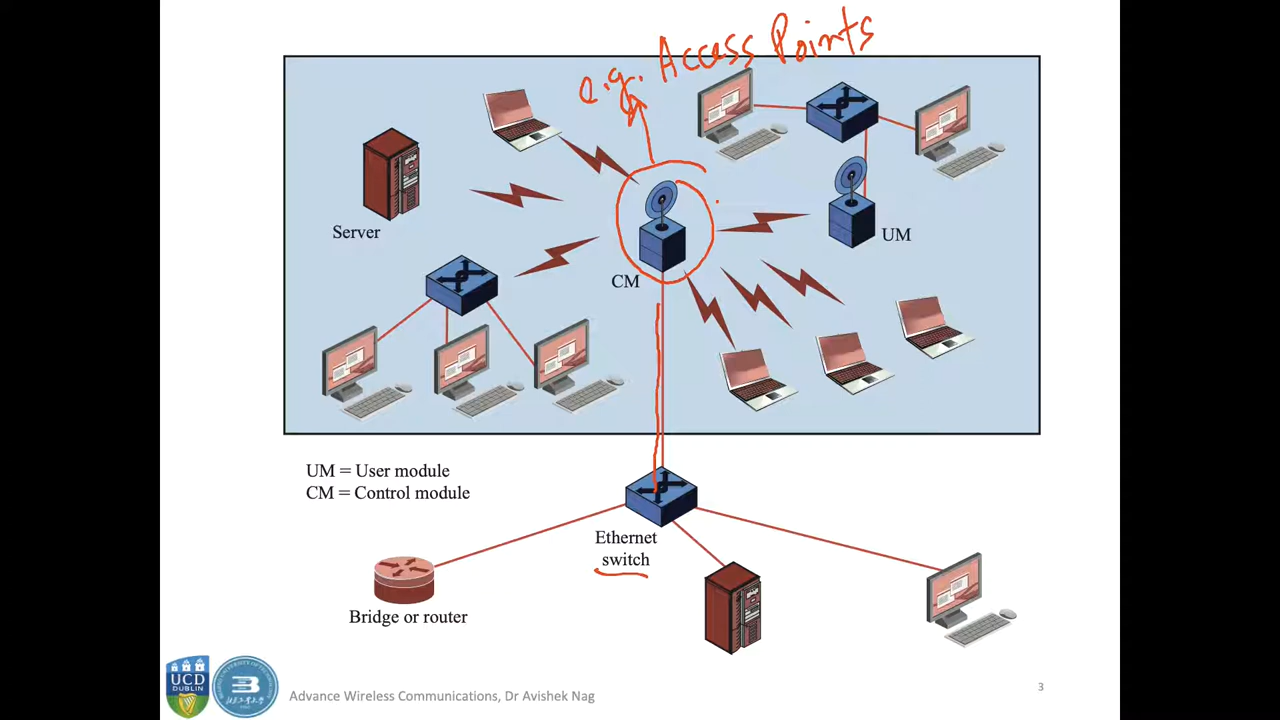 e.g. Access Points
Server
UM
CM
UM = User module
CM = Control module
Ethernet
switch
Bridge or router
UCD
DUBLIN
Advance Wireless Communications, Dr Avishek Nag
3